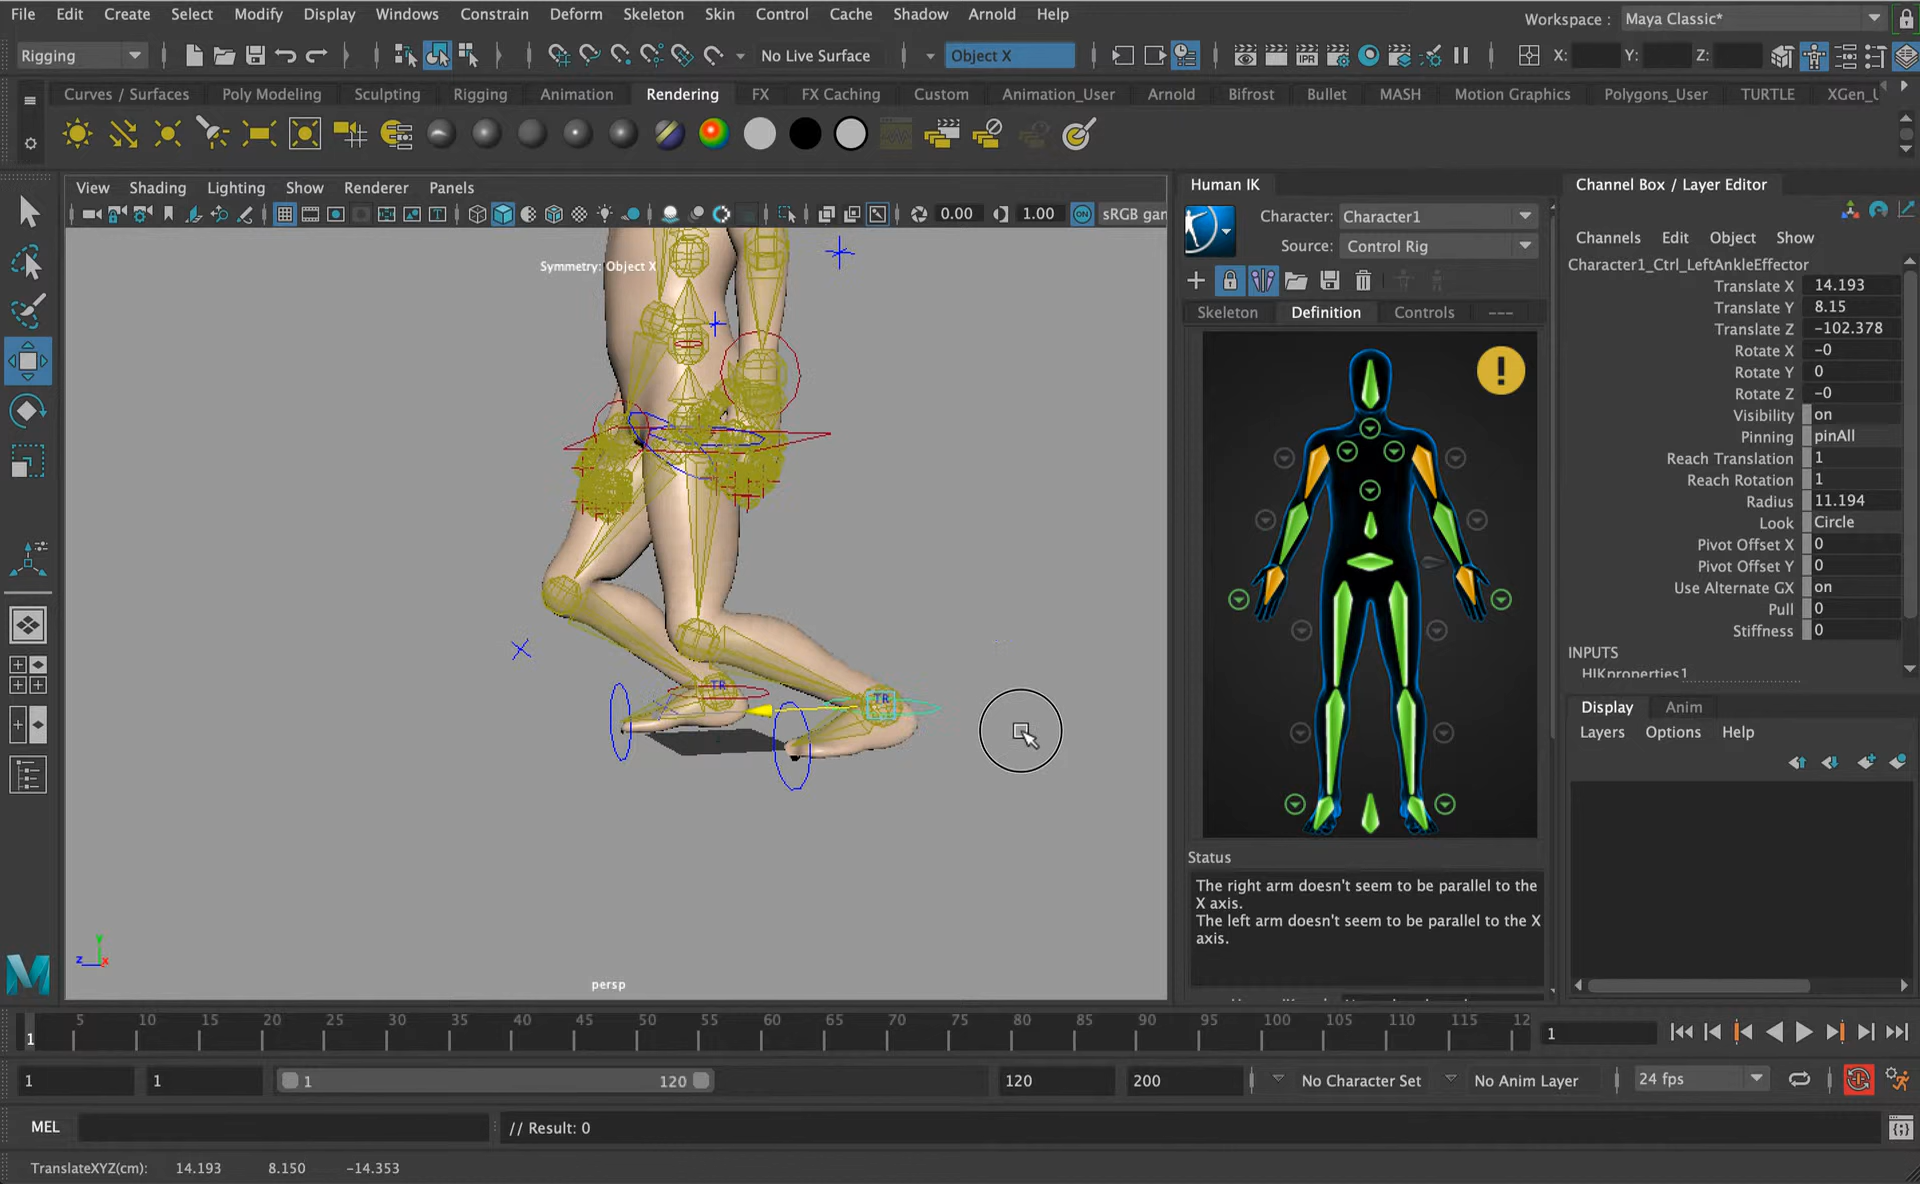 File Edit Create Select Modify Display Windows Constrain Deform Skeleton Skin Control Cache Shadow Arnold Help
Workspace : Maya Classic*
Rigging
No Live Surface
Object X
IPR
X: Y: Z:
Curves / Surfaces Poly Modeling Sculpting Rigging Animation Rendering FX FX Caching Custom Animation_User Arnold Bifrost Bullet MASH Motion Graphics Polygons_User TURTLE XGen_U
View Shading Lighting Show Renderer Panels
0.00 1.00 ON sRGB gam
Symmetry: Object X
TR
TR
y
z x
persp
Human IK
Character: Character1
Source: Control Rig
Skeleton Definition Controls ---
!
Status
The right arm doesn't seem to be parallel to the
X axis.
The left arm doesn't seem to be parallel to the X
axis.
Channel Box / Layer Editor
Channels Edit Object Show
Character1_Ctrl_LeftAnkleEffector
Translate X 14.193
Translate Y 8.15
Translate Z -102.378
Rotate X -0
Rotate Y 0
Rotate Z -0
Visibility on
Pinning pinAll
Reach Translation 1
Reach Rotation 1
Radius 11.194
Look Circle
Pivot Offset X 0
Pivot Offset Y 0
Use Alternate GX on
Pull 0
Stiffness 0
INPUTS
HIKproperties1
Display Anim
Layers Options Help
5 10 15 20 25 30 35 40 45 50 55 60 65 70 75 80 85 90 95 100 105 110 115 12
1
1
1 1 1 120 120 200 No Character Set No Anim Layer 24 fps
MEL // Result: 0
TranslateXYZ(cm): 14.193 8.150 -14.353